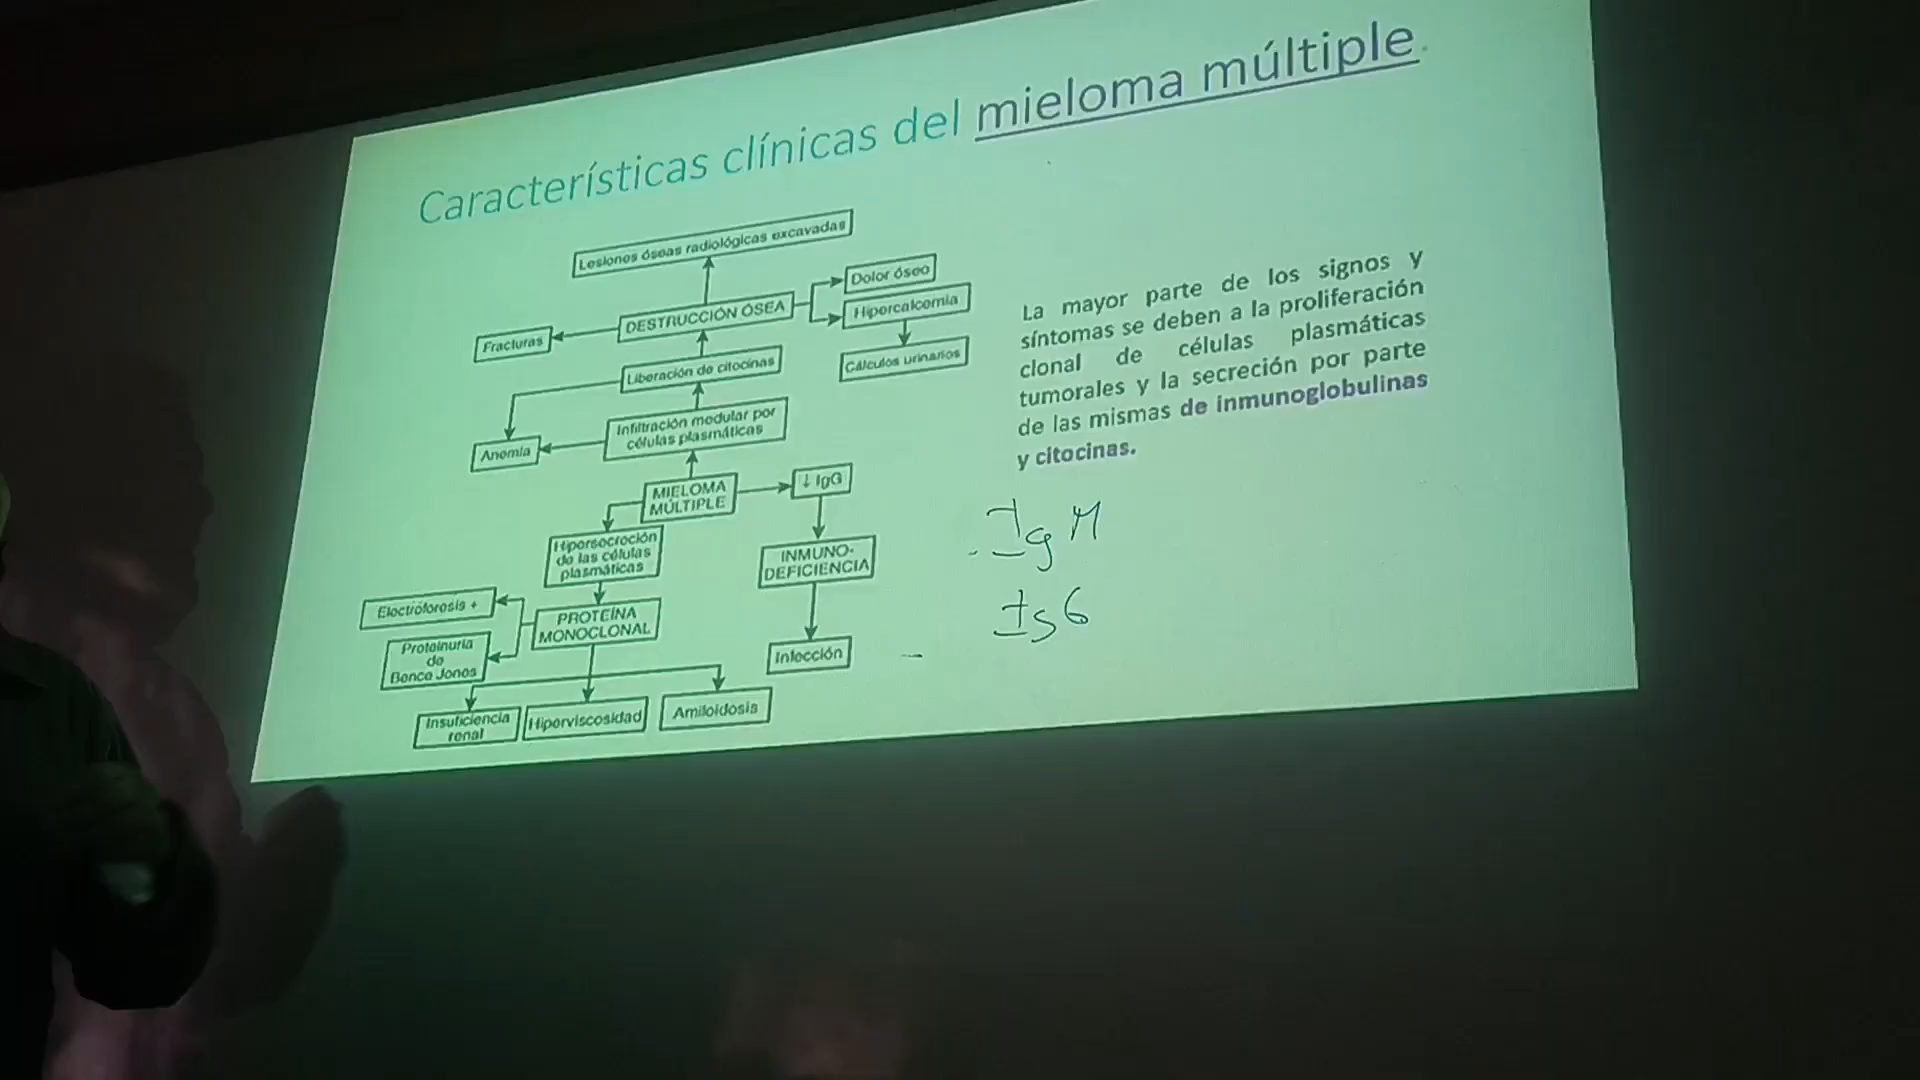 Características clínicas del mieloma múltiple.
Lesiones óseas radiológicas excavadas
Dolor óseo
DESTRUCCIÓN ÓSEA
Hipercalcemia
Fracturas
Liberación de citocinas
Cálculos urinarios
Infiltración medular por
células plasmáticas
Anemia
MIELOMA
MÚLTIPLE
↓ IgG
Hipersecreción
de las células
plasmáticas
INMUNO-
DEFICIENCIA
Electroforesis +
PROTEÍNA
MONOCLONAL
Proteinuria
de
Bence Jones
Infección
Insuficiencia
renal
Hiperviscosidad
Amiloidosis
La mayor parte de los signos y
síntomas se deben a la proliferación
clonal de células plasmáticas
tumorales y la secreción por parte
de las mismas de inmunoglobulinas
y citocinas.
IgM
IgG